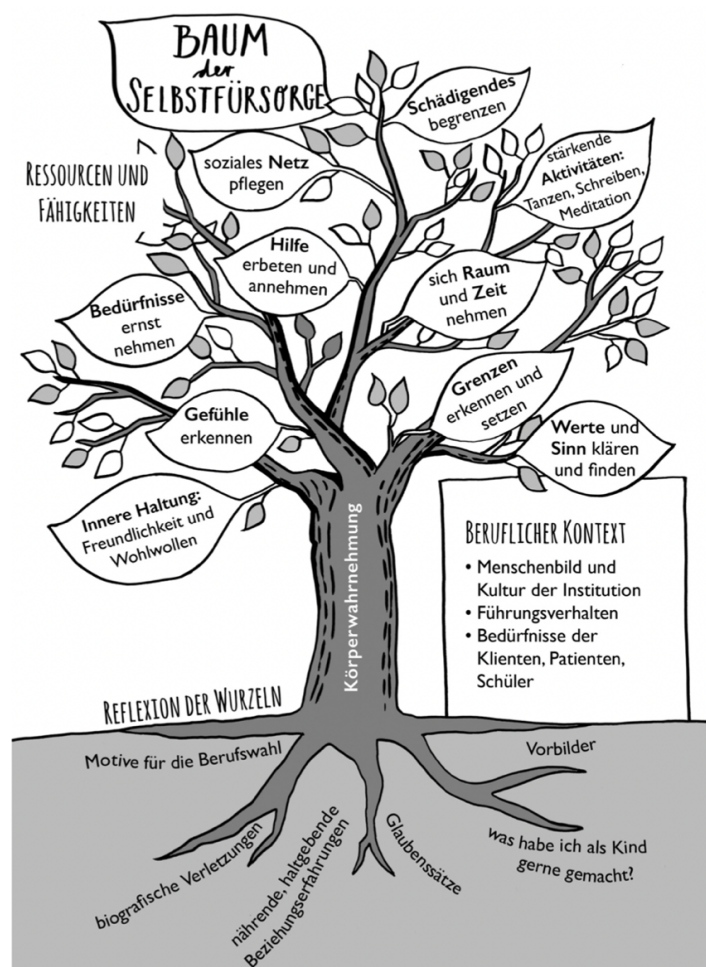 BAUM
der
SELBSTFÜRSORGE
Schädigendes
begrenzen
RESSOURCEN UND
FÄHIGKEITEN
soziales Netz
pflegen
stärkende
Aktivitäten:
Tanzen, Schreiben,
Meditation
Hilfe
erbeten und
annehmen
sich Raum
und Zeit
nehmen
Bedürfnisse
ernst
nehmen
Grenzen
erkennen und
setzen
Gefühle
erkennen
Werte und
Sinn klären
und finden
Innere Haltung:
Freundlichkeit und
Wohlwollen
Körperwahrnehmung
BERUFLICHER KONTEXT
• Menschenbild und
Kultur der Institution
• Führungsverhalten
• Bedürfnisse der
Klienten, Patienten,
Schüler
REFLEXION DER WURZELN
Motive für die Berufswahl
Vorbilder
biografische Verletzungen
nährende, haltgebende
Beziehungserfahrungen
Glaubenssätze
was habe ich als Kind
gerne gemacht?